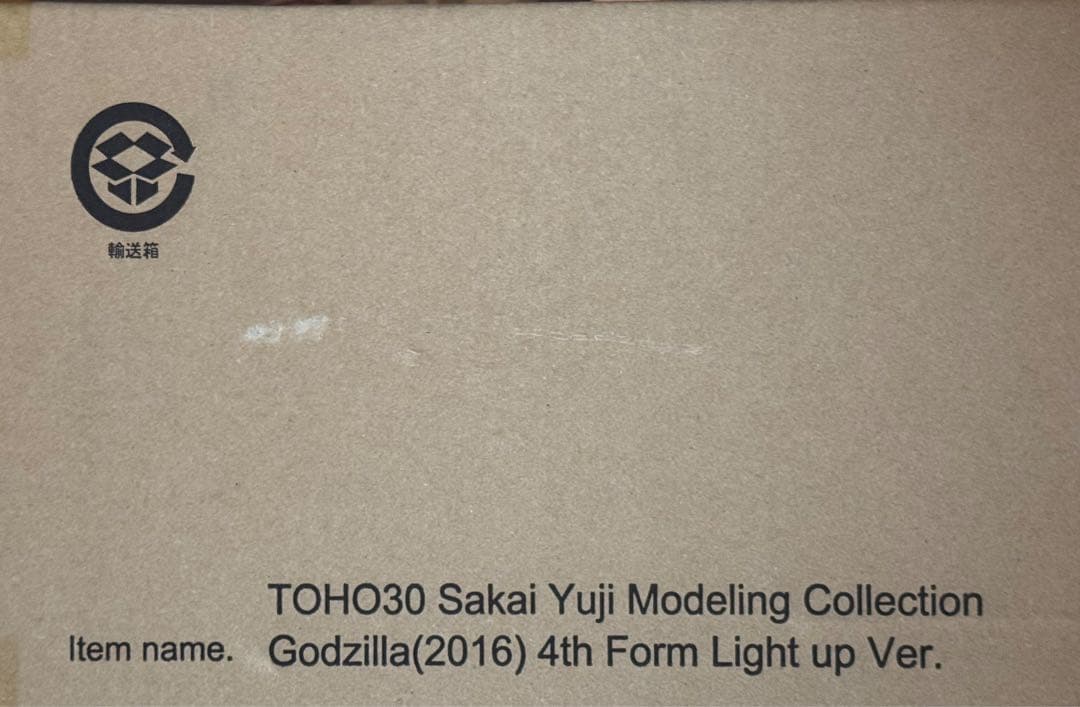 輸送箱
TOHO30 Sakai Yuji Modeling Collection
Item name. Godzilla(2016) 4th Form Light up Ver.